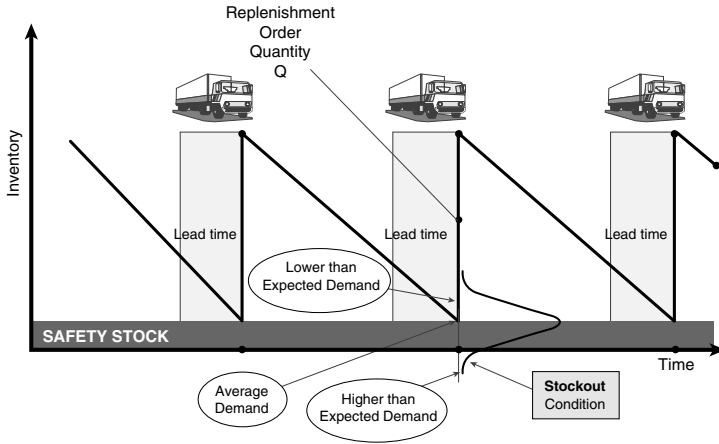 Replenishment
Order
Quantity
Q
Inventory
Lead time
Lead time
Lead time
Lower than
Expected Demand
SAFETY STOCK
Time
Average
Demand
Higher than
Expected Demand
Stockout
Condition